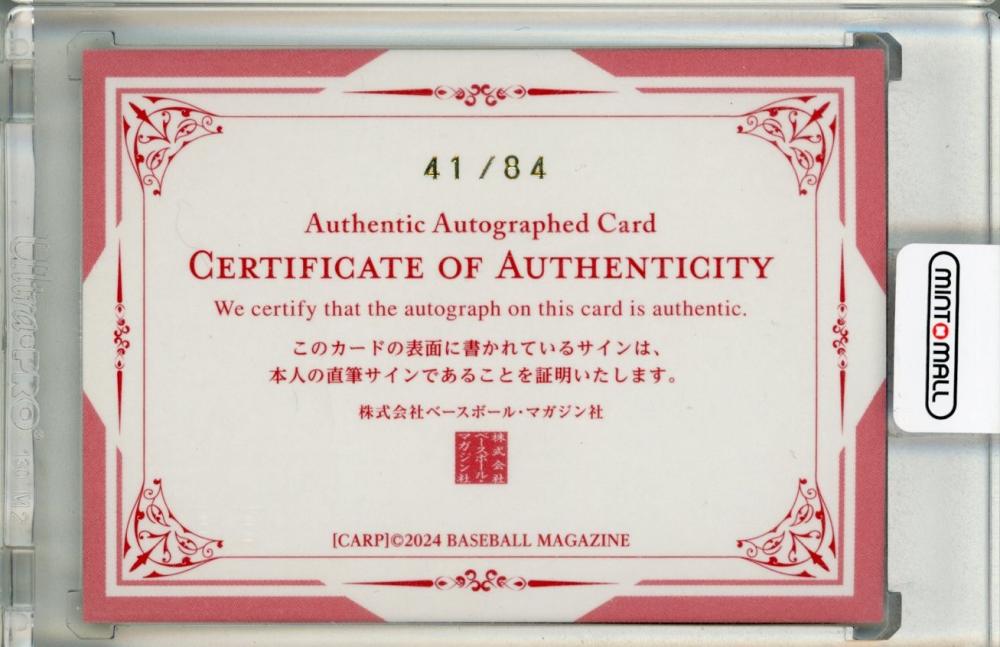 41/84
Authentic Autographed Card
CERTIFICATE OF AUTHENTICITY
We certify that the autograph on this card is authentic.
このカードの表面に書かれているサインは、
本人の直筆サインであることを証明いたします。
株式会社ベースボール・マガジン社
株式会社
ベースボール・
マガジン社
[CARP]©2024 BASEBALL MAGAZINE
MINTOMALL
Ultra PRO
130